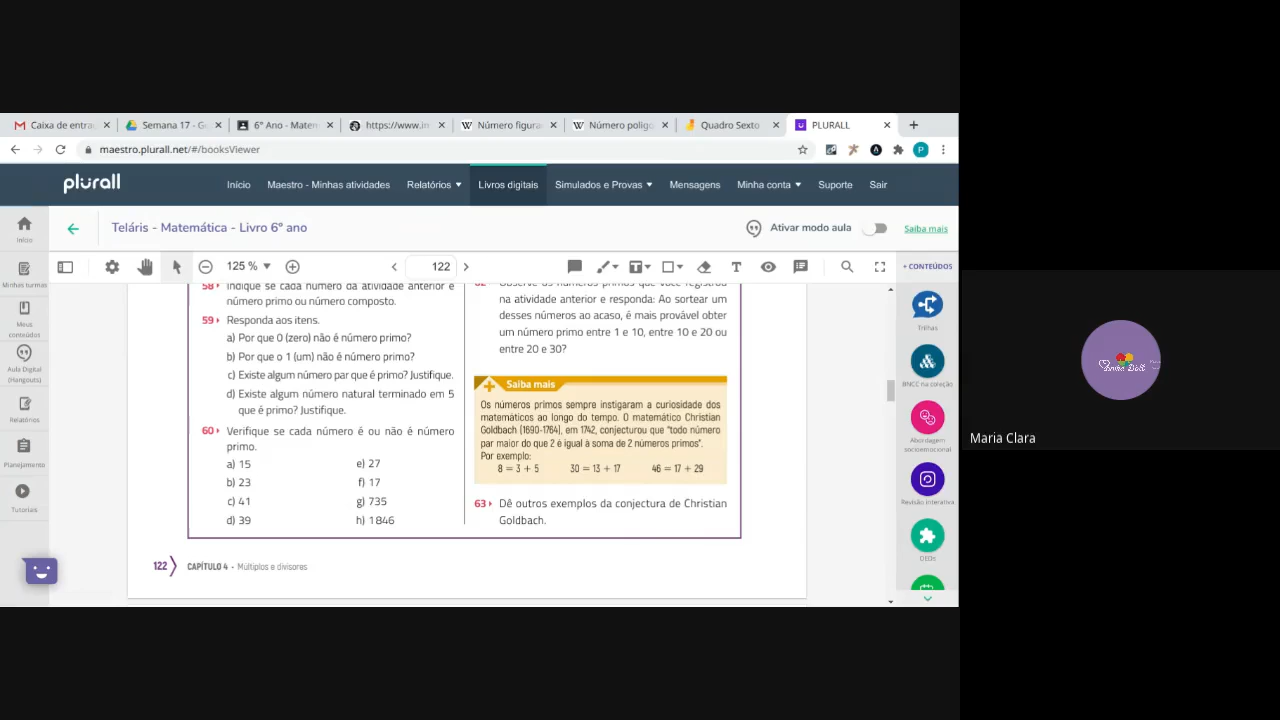 Caixa de entra
Semana 17 - G
6º Ano - Matem
https://www.in
Número figura
Número polig
Quadro Sexto
PLURALL
maestro.plurall.net/#/booksViewer
P
plurall
Início
Maestro - Minhas atividades
Relatórios
Livros digitais
Simulados e Provas
Mensagens
Minha conta
Suporte
Sair
Início
Minhas turmas
Meus
conteúdos
Aula Digital
(Hangouts)
Relatórios
Planejamento
Tutoriais
Teláris - Matemática - Livro 6º ano
Ativar modo aula
Saiba mais
125 %
122
+ CONTEÚDOS
58 Indique se cada número da atividade anterior é
número primo ou número composto.
59 Responda aos itens.
a) Por que 0 (zero) não é número primo?
b) Por que o 1 (um) não é número primo?
c) Existe algum número par que é primo? Justifique.
d) Existe algum número natural terminado em 5
que é primo? Justifique.
60 Verifique se cada número é ou não é número
primo.
a) 15
b) 23
c) 41
d) 39
e) 27
f) 17
g) 735
h) 1 846
62 Observe os números primos que você registrou
na atividade anterior e responda: Ao sortear um
desses números ao acaso, é mais provável obter
um número primo entre 1 e 10, entre 10 e 20 ou
entre 20 e 30?
Saiba mais
Os números primos sempre instigaram a curiosidade dos
matemáticos ao longo do tempo. O matemático Christian
Goldbach (1690-1764), em 1742, conjecturou que "todo número
par maior do que 2 é igual à soma de 2 números primos".
Por exemplo:
8 = 3 + 5 30 = 13 + 17 46 = 17 + 29
63 Dê outros exemplos da conjectura de Christian
Goldbach.
122 CAPÍTULO 4 • Múltiplos e divisores
Trilhas
BNCC na coleção
Abordagem
socioemocional
Revisão interativa
OEDs
Maria Clara